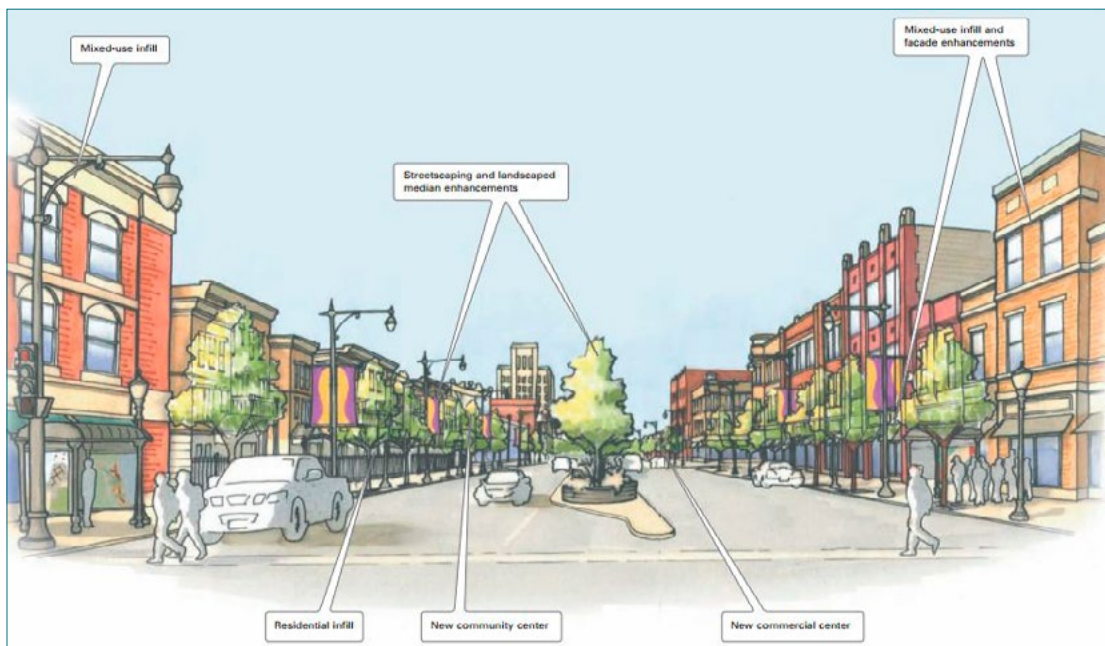 Mixed-use infill
Mixed-use infill and
facade enhancements
Streetscaping and landscaped
median enhancements
Residential infill
New community center
New commercial center